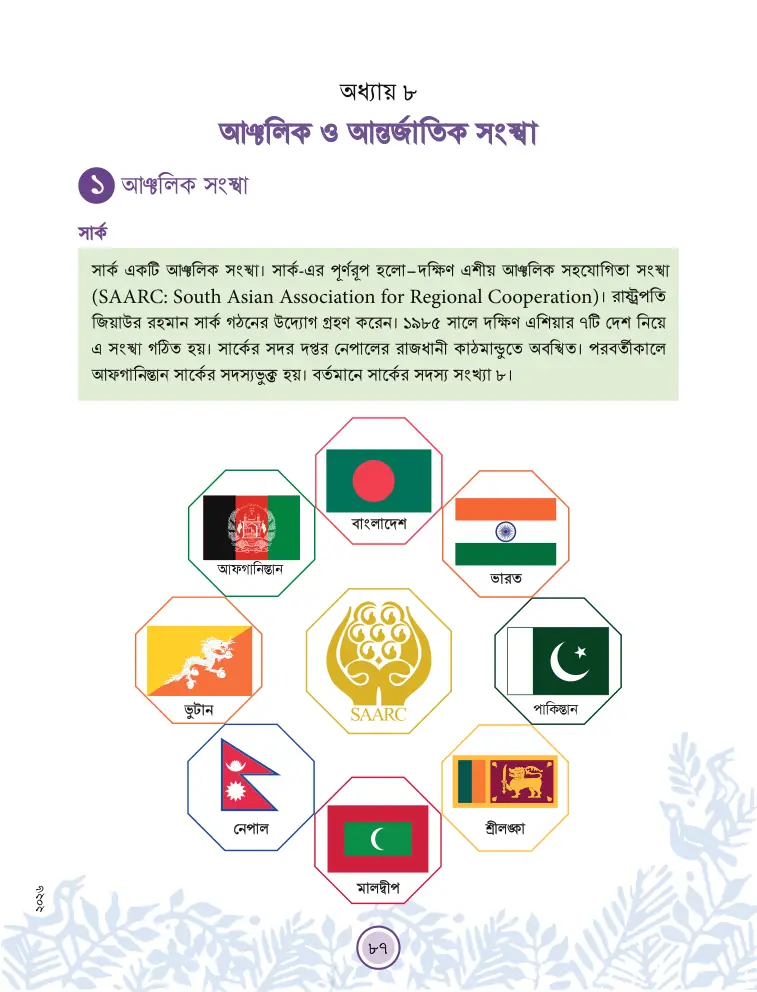 অধ্যায় ৮
আঞ্চলিক ও আন্তর্জাতিক সংস্থা
১ আঞ্চলিক সংস্থা
সার্ক
সার্ক একটি আঞ্চলিক সংস্থা। সার্ক-এর পূর্ণরূপ হলো–দক্ষিণ এশীয় আঞ্চলিক সহযোগিতা সংস্থা
(SAARC: South Asian Association for Regional Cooperation)। রাষ্ট্রপতি
জিয়াউর রহমান সার্ক গঠনের উদ্যোগ গ্রহণ করেন। ১৯৮৫ সালে দক্ষিণ এশিয়ার ৭টি দেশ নিয়ে
এ সংস্থা গঠিত হয়। সার্কের সদর দপ্তর নেপালের রাজধানী কাঠমান্ডুতে অবস্থিত। পরবর্তীকালে
আফগানিস্তান সার্কের সদস্যভুক্ত হয়। বর্তমানে সার্কের সদস্য সংখ্যা ৮।
বাংলাদেশ
আফগানিস্তান
ভারত
ভুটান
SAARC
পাকিস্তান
নেপাল
শ্রীলঙ্কা
মালদ্বীপ
২০২৬
৮৭